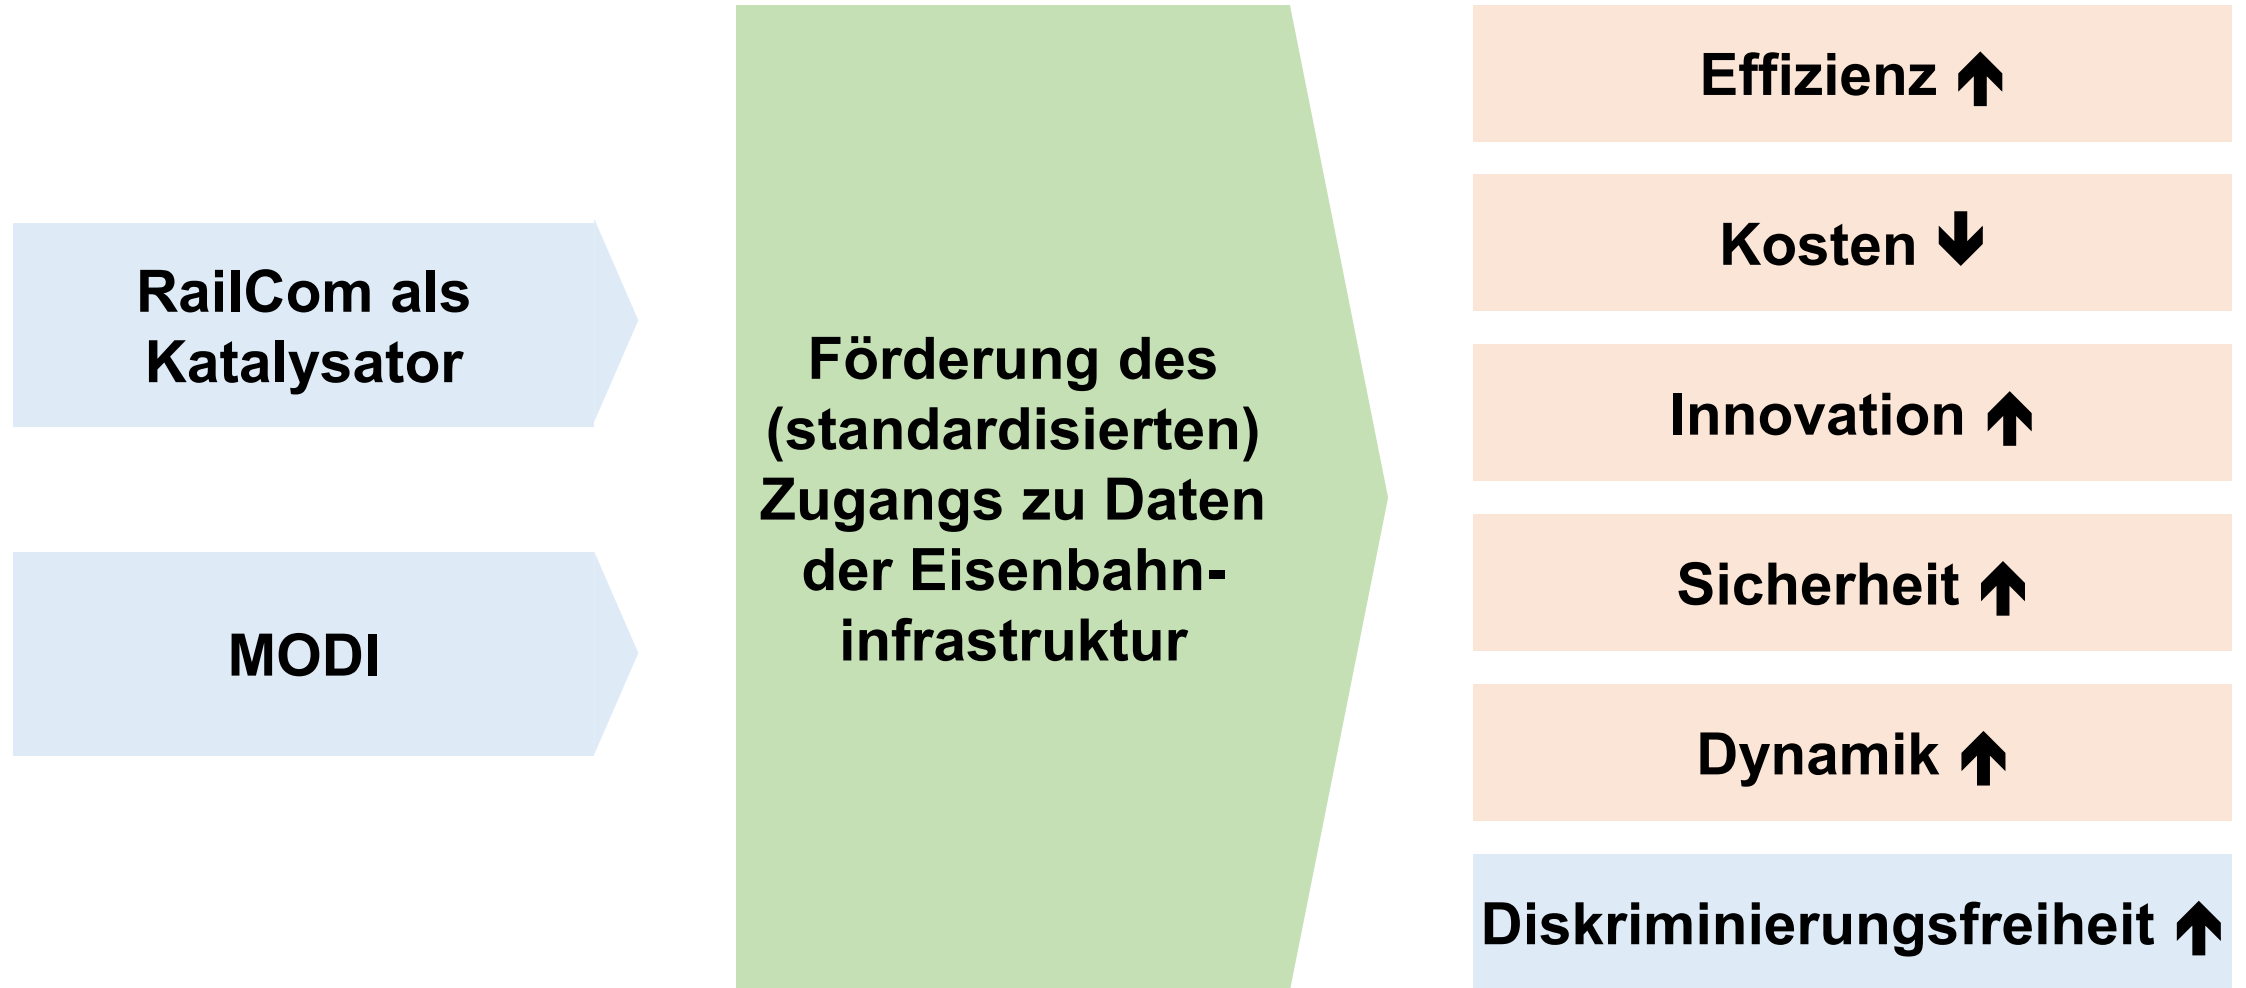 RailCom als
Katalysator
MODI
Förderung des
(standardisierten)
Zugangs zu Daten
der Eisenbahn-
infrastruktur
Effizienz 🡹
Kosten 🡻
Innovation 🡹
Sicherheit 🡹
Dynamik 🡹
Diskriminierungsfreiheit 🡹